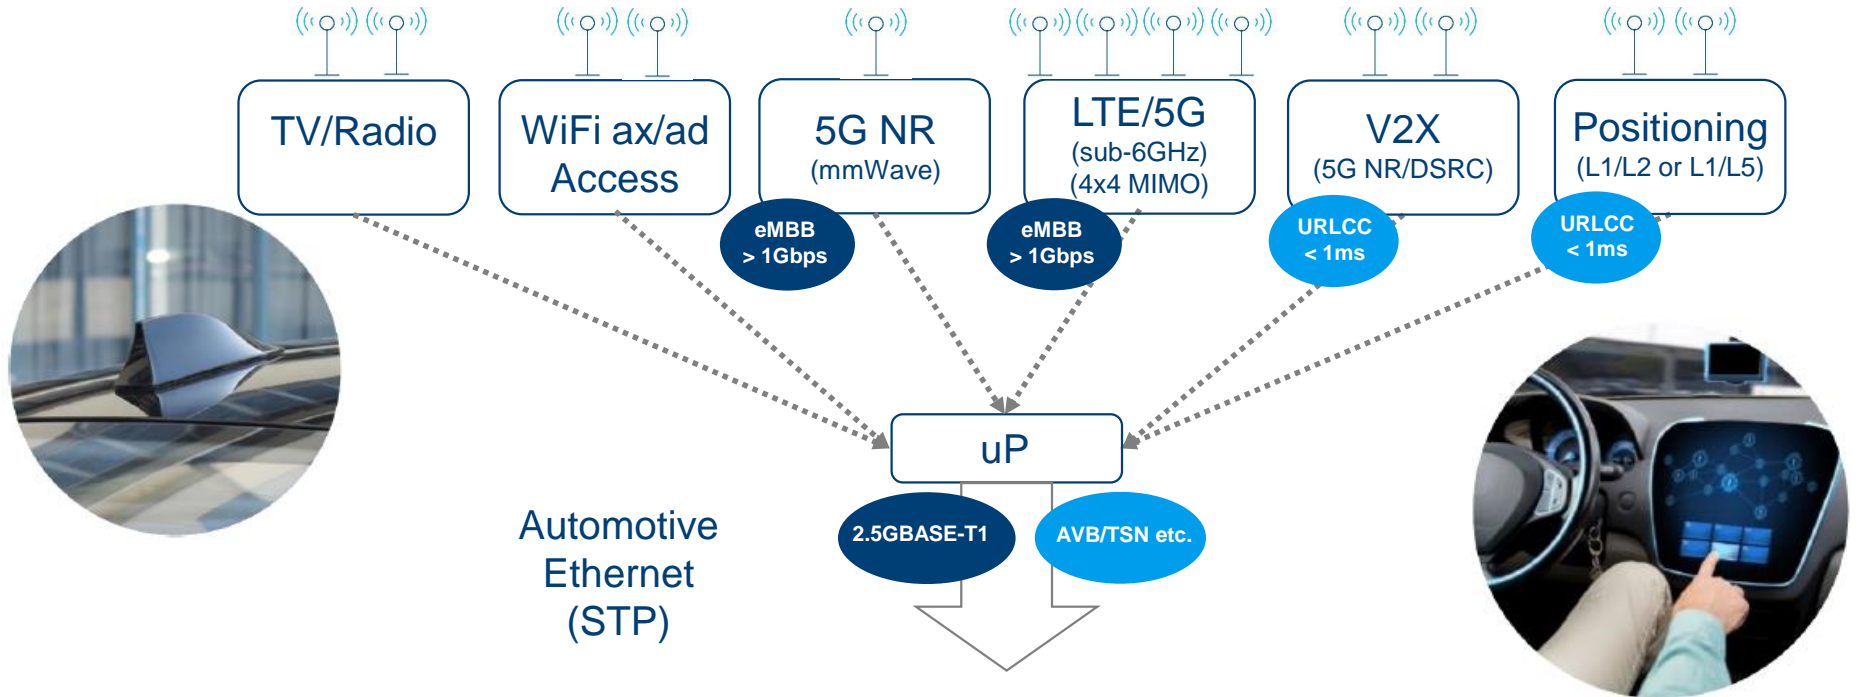 TV/Radio
WiFi ax/ad
Access
5G NR
(mmWave)
LTE/5G
(sub-6GHz)
(4x4 MIMO)
V2X
(5G NR/DSRC)
Positioning
(L1/L2 or L1/L5)
eMBB
> 1Gbps
eMBB
> 1Gbps
URLCC
< 1ms
URLCC
< 1ms
uP
2.5GBASE-T1
AVB/TSN etc.
Automotive
Ethernet
(STP)